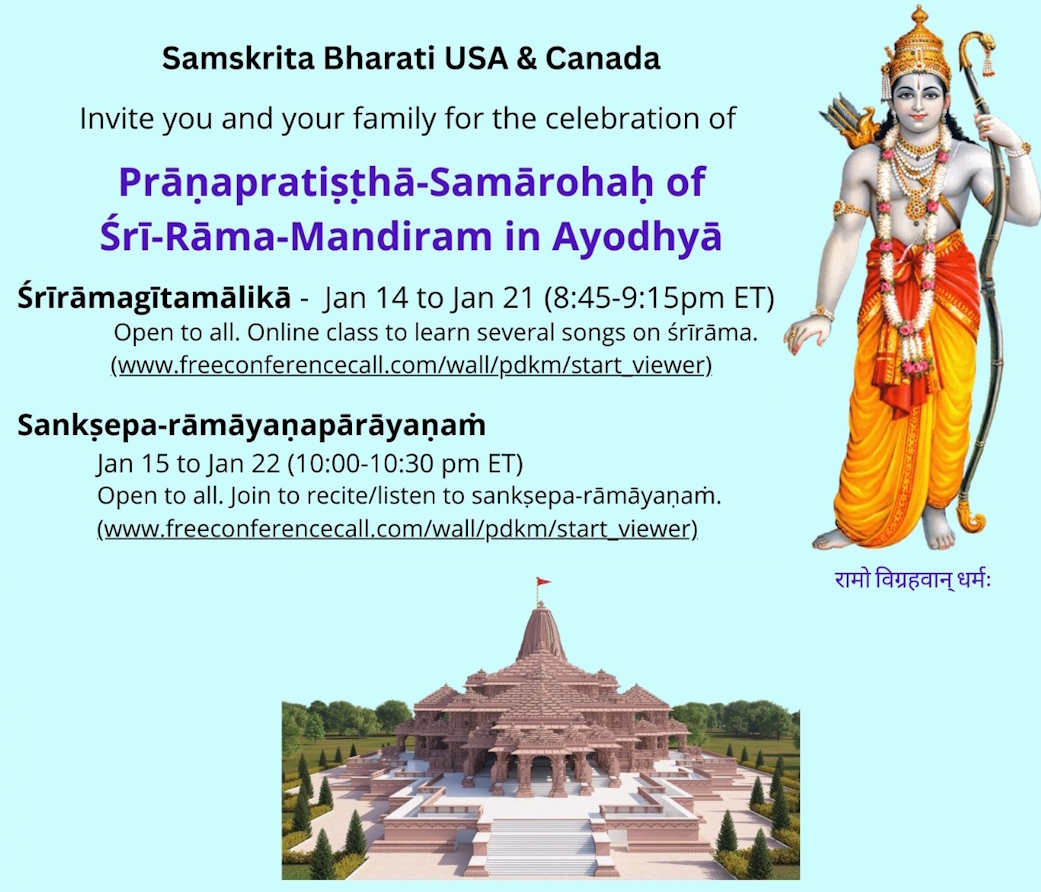 Samskrita Bharati USA & Canada
Invite you and your family for the celebration of
Prāṇapratiṣṭhā-Samārohaḥ of
Śrī-Rāma-Mandiram in Ayodhyā
Śrīrāmagītamālikā - Jan 14 to Jan 21 (8:45-9:15pm ET)
Open to all. Online class to learn several songs on śrīrāma.
(www.freeconferencecall.com/wall/pdkm/start_viewer)
Sankṣepa-rāmāyaṇapārāyaṇaṁ
Jan 15 to Jan 22 (10:00-10:30 pm ET)
Open to all. Join to recite/listen to sankṣepa-rāmāyaṇaṁ.
(www.freeconferencecall.com/wall/pdkm/start_viewer)
रामो विग्रहवान् धर्मः